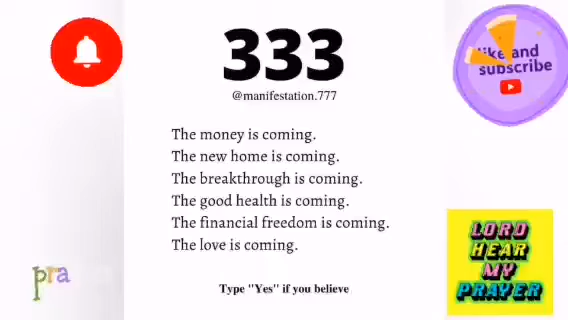 333
@manifestation.777
The money is coming.
The new home is coming.
The breakthrough is coming.
The good health is coming.
The financial freedom is coming.
The love is coming.
Type "Yes" if you believe
like and
subscribe
LORD
HEAR
MY
PRAYER
pra